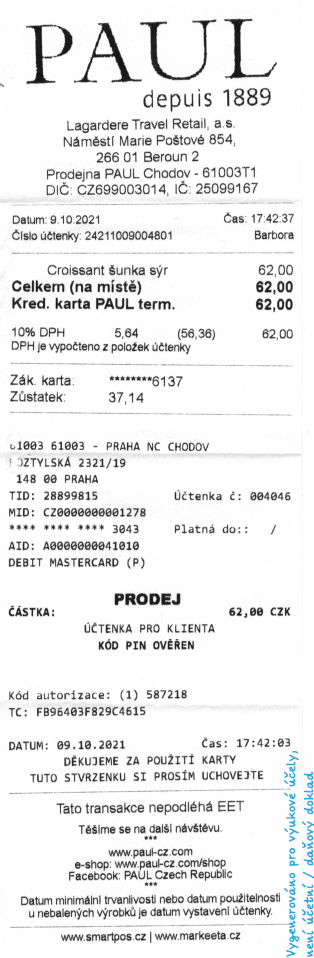 PAUL
depuis 1889
Lagardere Travel Retail, a.s.
Náměstí Marie Poštové 854,
266 01 Beroun 2
Prodejna PAUL Chodov - 61003T1
DIČ: CZ699003014, IČ: 25099167
Datum: 9.10.2021 Čas: 17:42:37
Číslo účtenky: 24211009004801 Barbora
Croissant šunka sýr 62,00
Celkem (na místě) 62,00
Kred. karta PAUL term. 62,00
10% DPH 5,64 (56,36) 62,00
DPH je vypočteno z položek účtenky
Zák. karta: ********6137
Zůstatek: 37,14
61003 61003 - PRAHA NC CHODOV
ROZTYLSKÁ 2321/19
148 00 PRAHA
TID: 28899815 Účtenka č: 004046
MID: CZ0000000001278
**** **** **** 3043 Platná do:: /
AID: A0000000041010
DEBIT MASTERCARD (P)
PRODEJ
ČÁSTKA: 62,00 CZK
ÚČTENKA PRO KLIENTA
KÓD PIN OVĚŘEN
Kód autorizace: (1) 587218
TC: FB96403F829C4615
DATUM: 09.10.2021 Čas: 17:42:03
DĚKUJEME ZA POUŽITÍ KARTY
TUTO STVRZENKU SI PROSÍM UCHOVEJTE
Tato transakce nepodléhá EET
Těšíme se na další návštěvu.
***
www.paul-cz.com
e-shop: www.paul-cz.com/shop
Facebook: PAUL Czech Republic
***
Datum minimální trvanlivosti nebo datum použitelnosti
u nebalených výrobků je datum vystavení účtenky.
www.smartpos.cz | www.markeeta.cz
Vygenerováno pro výukové účely,
není účetní / daňový doklad